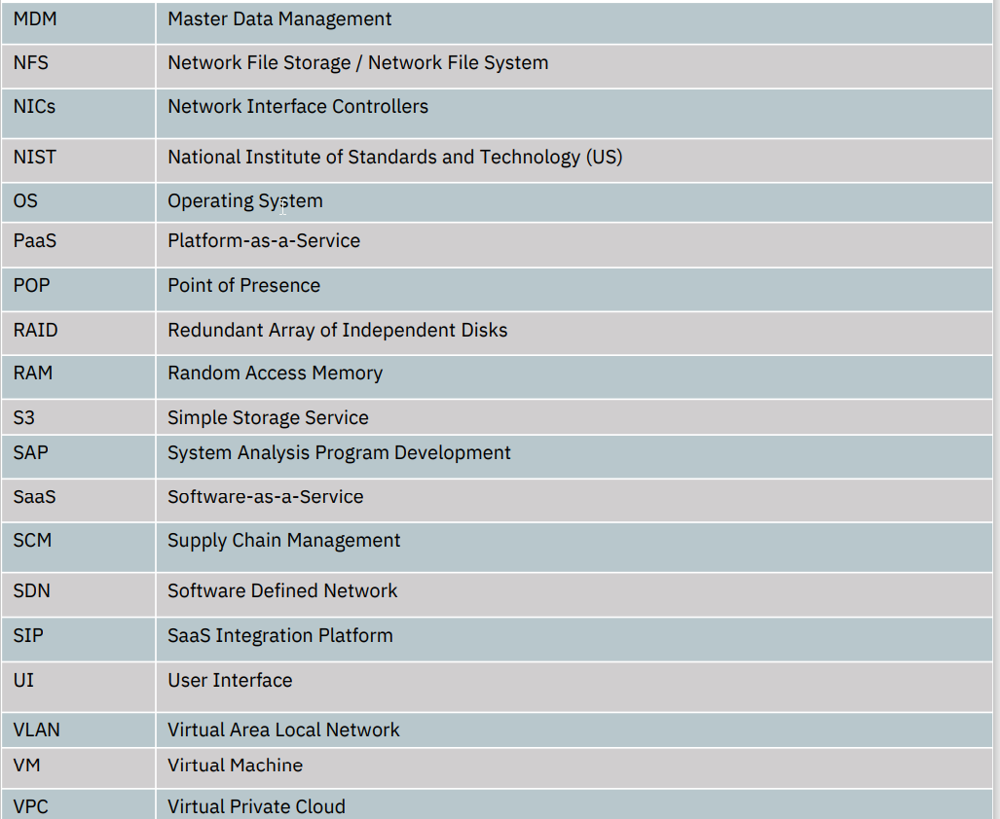 MDM Master Data Management
NFS Network File Storage / Network File System
NICs Network Interface Controllers
NIST National Institute of Standards and Technology (US)
OS Operating System
PaaS Platform-as-a-Service
POP Point of Presence
RAID Redundant Array of Independent Disks
RAM Random Access Memory
S3 Simple Storage Service
SAP System Analysis Program Development
SaaS Software-as-a-Service
SCM Supply Chain Management
SDN Software Defined Network
SIP SaaS Integration Platform
UI User Interface
VLAN Virtual Area Local Network
VM Virtual Machine
VPC Virtual Private Cloud